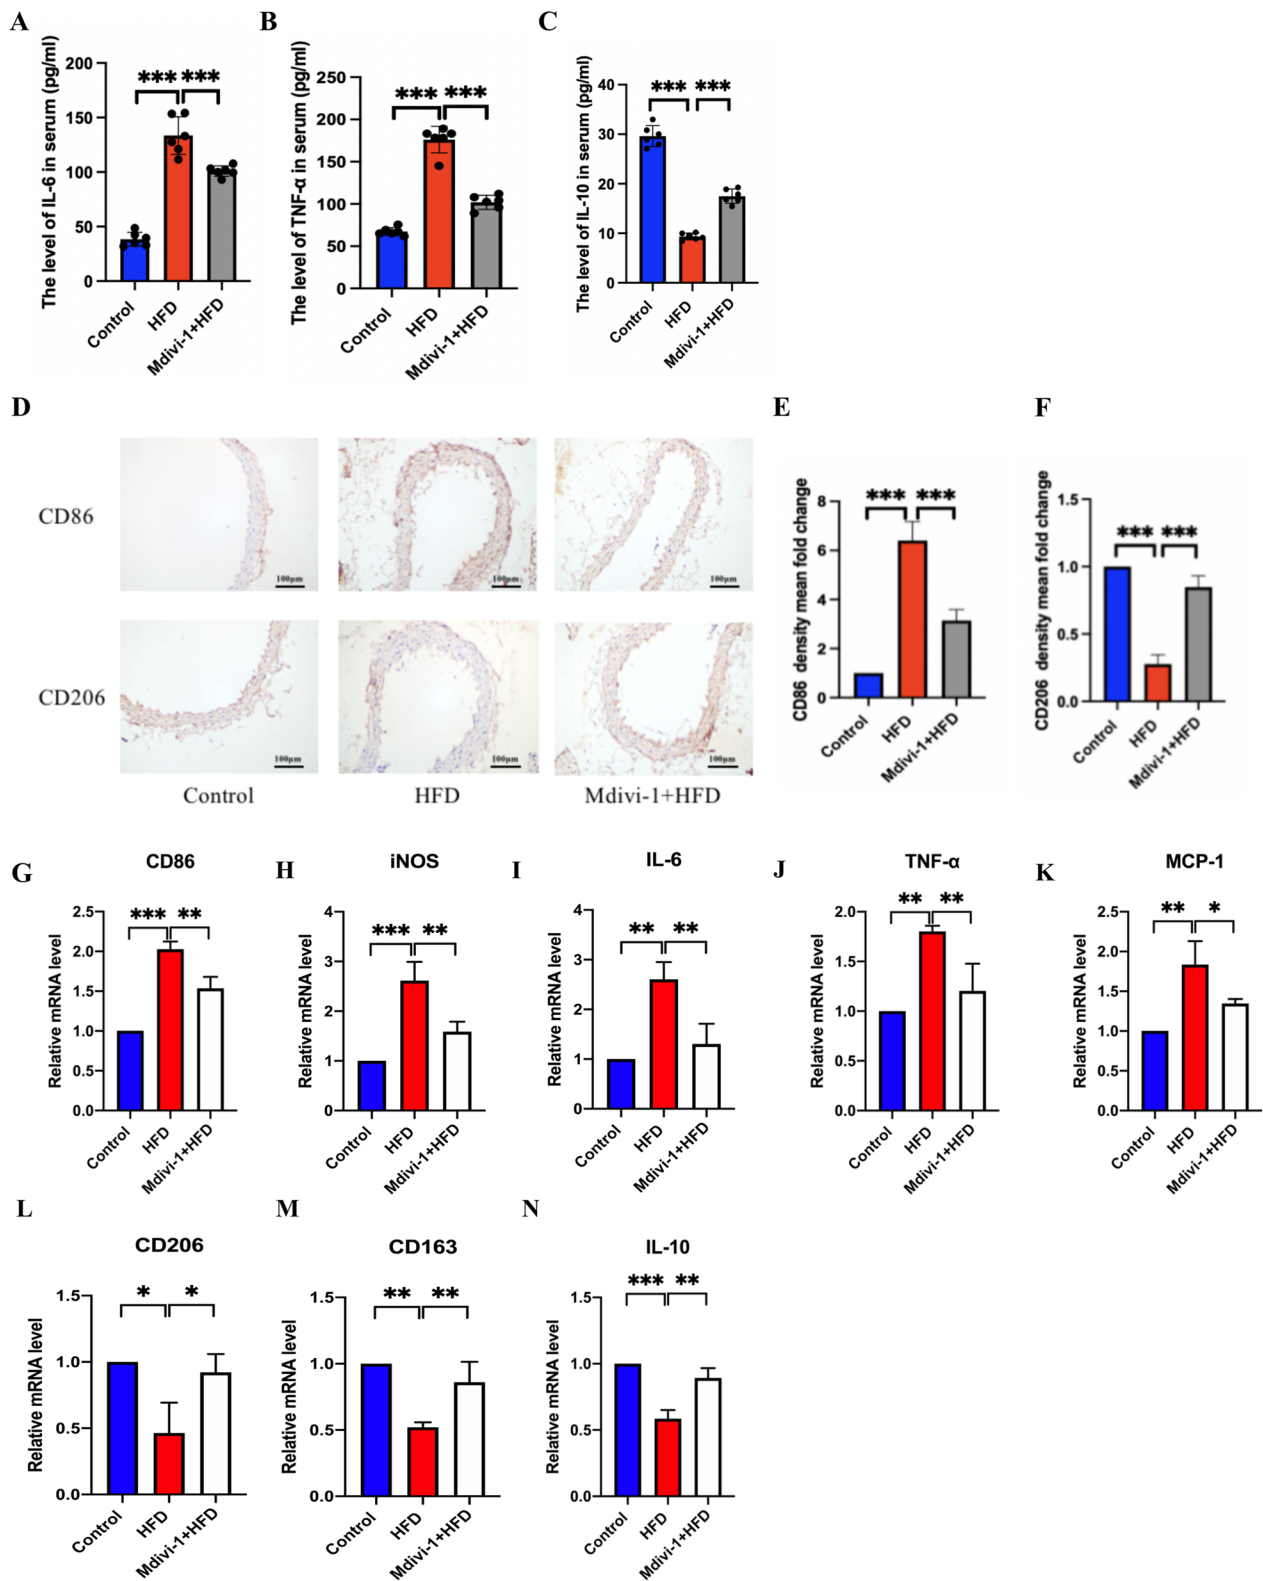 A
B
C
The level of IL-6 in serum (pg/ml)
200
150
100
50
0
*** ***
Control
HFD
Mdivi-1+HFD
The level of TNF-α in serum (pg/ml)
250
200
150
100
50
0
*** ***
Control
HFD
Mdivi-1+HFD
The level of IL-10 in serum (pg/ml)
40
30
20
10
0
*** ***
Control
HFD
Mdivi-1+HFD
D
CD86
100μm
100μm
100μm
CD206
100μm
100μm
100μm
Control
HFD
Mdivi-1+HFD
E
CD86 density mean fold change
8
6
4
2
0
*** ***
Control
HFD
Mdivi-1+HFD
F
CD206 density mean fold change
1.5
1.0
0.5
0.0
*** ***
Control
HFD
Mdivi-1+HFD
G
CD86
Relative mRNA level
2.5
2.0
1.5
1.0
0.5
0.0
*** **
Control
HFD
Mdivi-1+HFD
H
iNOS
Relative mRNA level
4
3
2
1
0
*** **
Control
HFD
Mdivi-1+HFD
I
IL-6
Relative mRNA level
4
3
2
1
0
** **
Control
HFD
Mdivi-1+HFD
J
TNF-α
Relative mRNA level
2.0
1.5
1.0
0.5
0.0
** **
Control
HFD
Mdivi-1+HFD
K
MCP-1
Relative mRNA level
2.5
2.0
1.5
1.0
0.5
0.0
** *
Control
HFD
Mdivi-1+HFD
L
CD206
Relative mRNA level
1.5
1.0
0.5
0.0
* *
Control
HFD
Mdivi-1+HFD
M
CD163
Relative mRNA level
1.5
1.0
0.5
0.0
** **
Control
HFD
Mdivi-1+HFD
N
IL-10
Relative mRNA level
1.5
1.0
0.5
0.0
*** **
Control
HFD
Mdivi-1+HFD